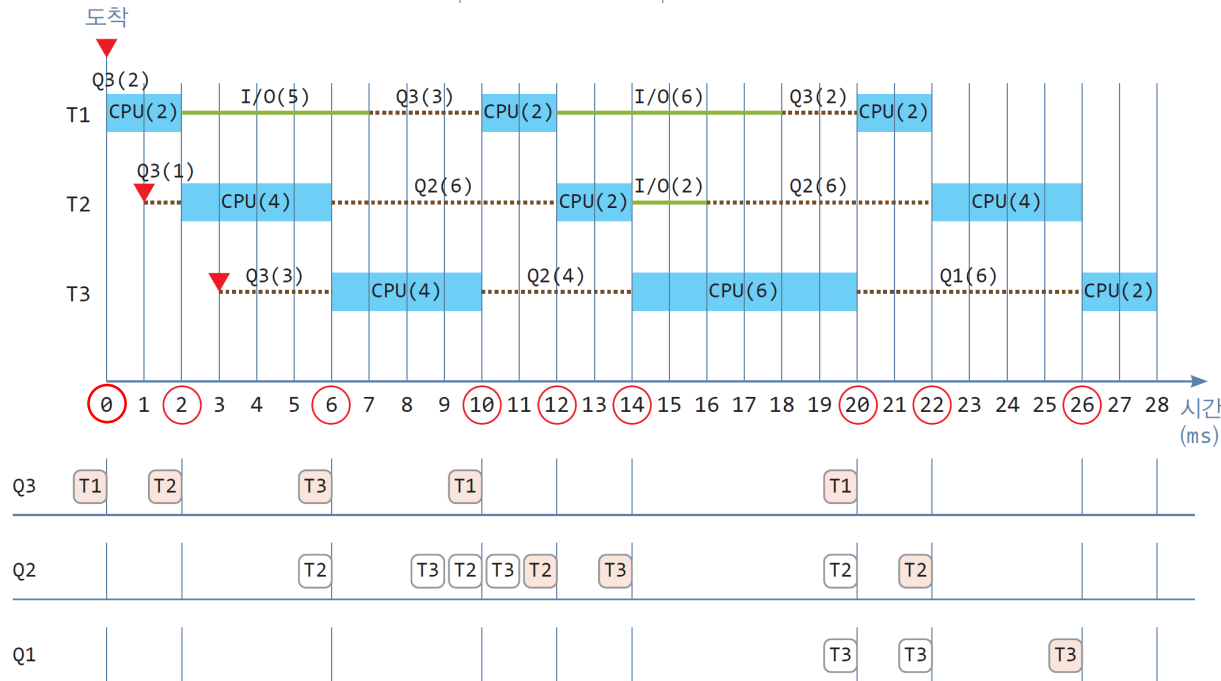 도착
Q3(2) I/O(5) Q3(3) I/O(6) Q3(2)
T1 CPU(2) CPU(2) CPU(2)
Q3(1) Q2(6) I/O(2) Q2(6)
T2 CPU(4) CPU(2) CPU(4)
Q3(3) Q2(4) Q1(6)
T3 CPU(4) CPU(6) CPU(2)
0 1 2 3 4 5 6 7 8 9 10 11 12 13 14 15 16 17 18 19 20 21 22 23 24 25 26 27 28 시간
(ms)
Q3 T1 T2 T3 T1 T1
Q2 T2 T3 T2 T3 T2 T3 T2 T2
Q1 T3 T3 T3